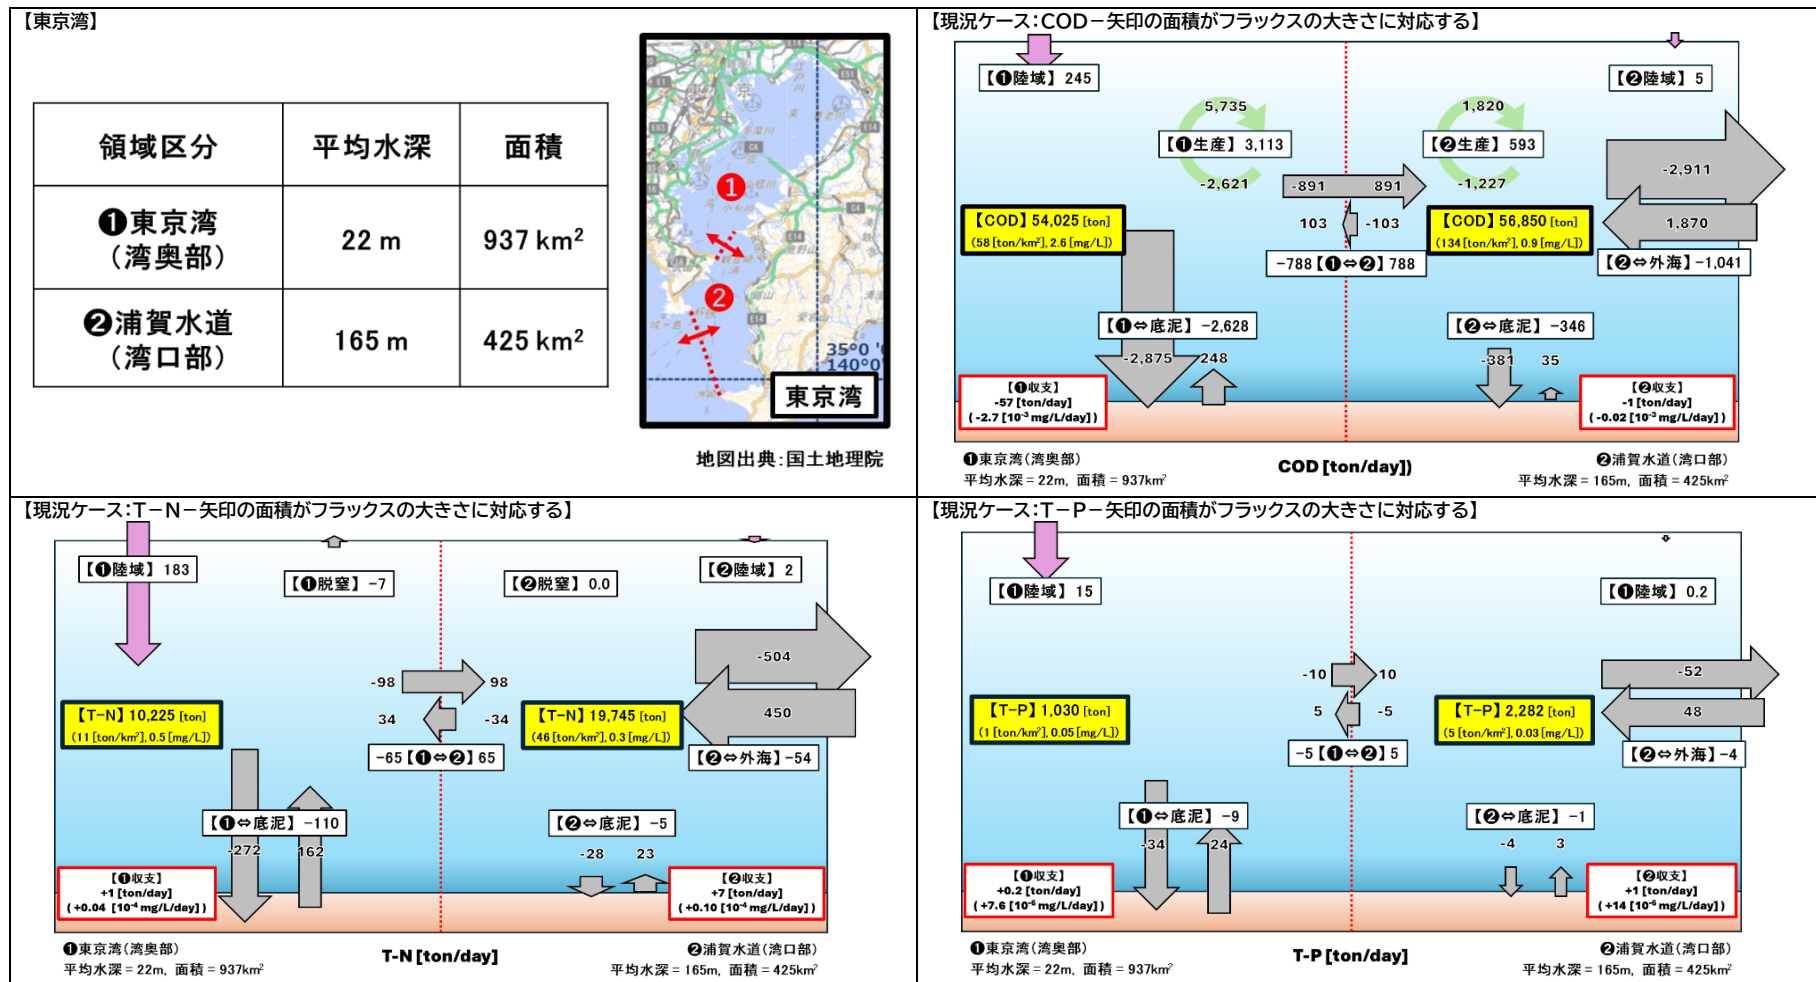 【東京湾】
領域区分 平均水深 面積
❶東京湾
（湾奥部）
22 m 937 km²
❷浦賀水道
（湾口部）
165 m 425 km²
❶
❷
35°0 '
140°0'
東京湾
地図出典：国土地理院
【現況ケース：COD－矢印の面積がフラックスの大きさに対応する】
【❶陸域】 245
【❷陸域】 5
5,735
【❶生産】 3,113
-2,621
1,820
【❷生産】 593
-1,227
-2,911
1,870
【❷⇔外海】 -1,041
-891 891
103 -103
-788【❶⇔❷】 788
【COD】 54,025 [ton]
(58 [ton/km²], 2.6 [mg/L])
【COD】 56,850 [ton]
(134 [ton/km²], 0.9 [mg/L])
【❶⇔底泥】 -2,628
-2,875 248
【❷⇔底泥】 -346
-381 35
【❶収支】
-57 [ton/day]
( -2.7 [10⁻³ mg/L/day] )
【❷収支】
-1 [ton/day]
( -0.02 [10⁻³ mg/L/day] )
❶東京湾（湾奥部）
平均水深 = 22m, 面積 = 937km²
COD [ton/day])
❷浦賀水道（湾口部）
平均水深 = 165m, 面積 = 425km²
【現況ケース：T－N－矢印の面積がフラックスの大きさに対応する】
【❶陸域】 183
【❶脱窒】 -7
【❷脱窒】 0.0
【❷陸域】 2
-98 98
34 -34
-65【❶⇔❷】 65
-504
450
【❷⇔外海】 -54
【T-N】 10,225 [ton]
(11 [ton/km²], 0.5 [mg/L])
【T-N】 19,745 [ton]
(46 [ton/km²], 0.3 [mg/L])
【❶⇔底泥】 -110
-272 162
【❷⇔底泥】 -5
-28 23
【❶収支】
+1 [ton/day]
( +0.04 [10⁻⁴ mg/L/day] )
【❷収支】
+7 [ton/day]
( +0.10 [10⁻⁴ mg/L/day] )
❶東京湾（湾奥部）
平均水深 = 22m, 面積 = 937km²
T-N [ton/day]
❷浦賀水道（湾口部）
平均水深 = 165m, 面積 = 425km²
【現況ケース：T－P－矢印の面積がフラックスの大きさに対応する】
【❶陸域】 15
【❶陸域】 0.2
-10 10
5 -5
-5【❶⇔❷】 5
-52
48
【❷⇔外海】 -4
【T-P】 1,030 [ton]
(1 [ton/km²], 0.05 [mg/L])
【T-P】 2,282 [ton]
(5 [ton/km²], 0.03 [mg/L])
【❶⇔底泥】 -9
-34 24
【❷⇔底泥】 -1
-4 3
【❶収支】
+0.2 [ton/day]
( +7.6 [10⁻⁶ mg/L/day] )
【❷収支】
+1 [ton/day]
( +14 [10⁻⁶ mg/L/day] )
❶東京湾（湾奥部）
平均水深 = 22m, 面積 = 937km²
T-P [ton/day]
❷浦賀水道（湾口部）
平均水深 = 165m, 面積 = 425km²